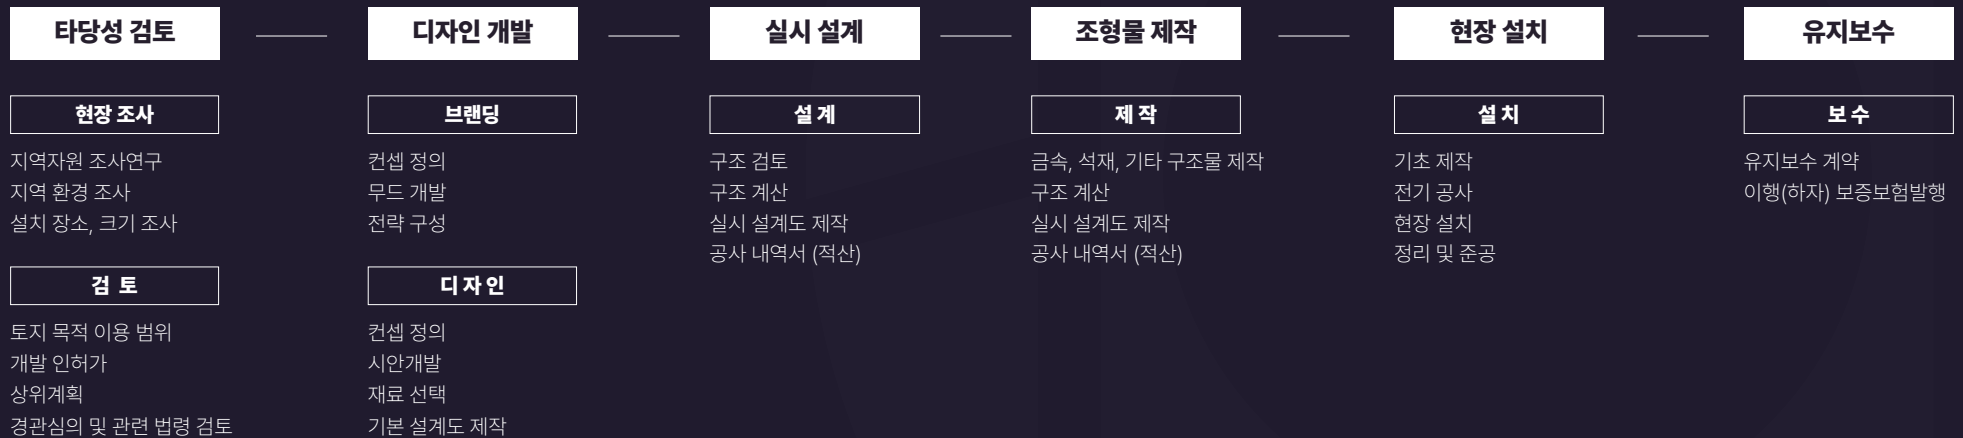 타당성 검토
디자인 개발
실시 설계
조형물 제작
현장 설치
유지보수
현장 조사
지역자원 조사연구
지역 환경 조사
설치 장소, 크기 조사
검 토
토지 목적 이용 범위
개발 인허가
상위계획
경관심의 및 관련 법령 검토
브랜딩
컨셉 정의
무드 개발
전략 구성
디 자 인
컨셉 정의
시안개발
재료 선택
기본 설계도 제작
설 계
구조 검토
구조 계산
실시 설계도 제작
공사 내역서 (적산)
제 작
금속, 석재, 기타 구조물 제작
구조 계산
실시 설계도 제작
공사 내역서 (적산)
설 치
기초 제작
전기 공사
현장 설치
정리 및 준공
보 수
유지보수 계약
이행(하자) 보증보험발행